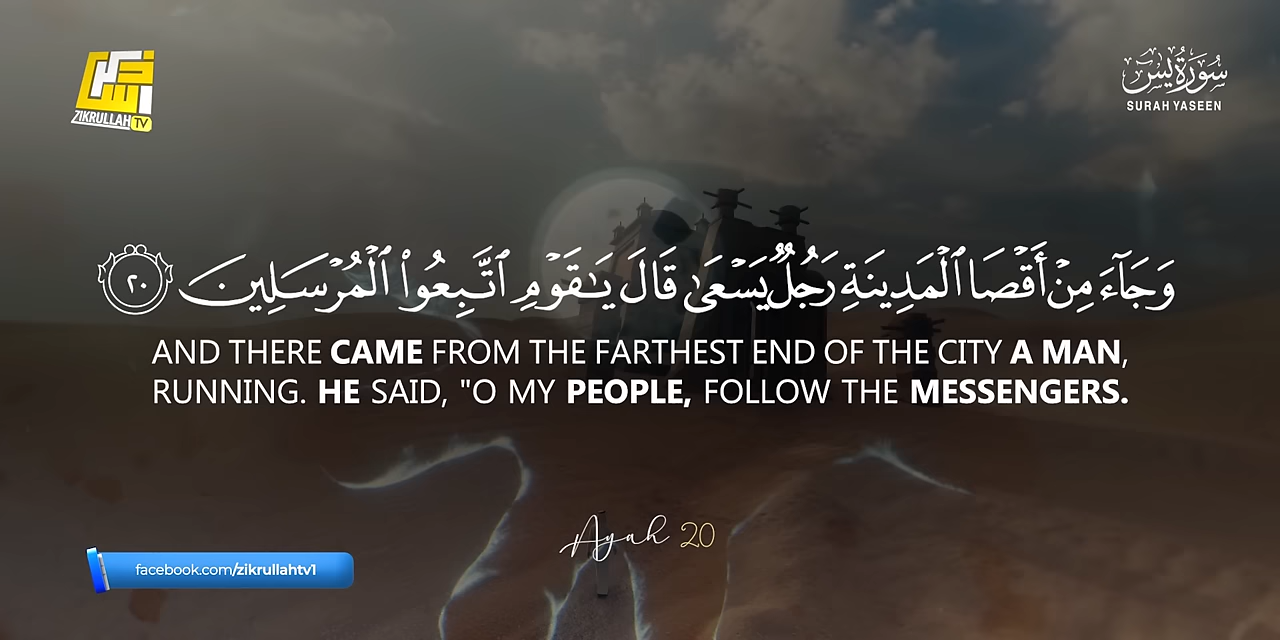 ذكر الله
ZIKRULLAH TV
سُورَةُ يس
SURAH YASEEN
وَجَآءَ مِنۡ أَقۡصَا ٱلۡمَدِينَةِ رَجُلٞ يَسۡعَىٰ قَالَ يَٰقَوۡمِ ٱتَّبِعُواْ ٱلۡمُرۡسَلِينَ ٢٠
AND THERE CAME FROM THE FARTHEST END OF THE CITY A MAN,
RUNNING. HE SAID, "O MY PEOPLE, FOLLOW THE MESSENGERS.
Ayah 20
facebook.com/zikrullahtv1